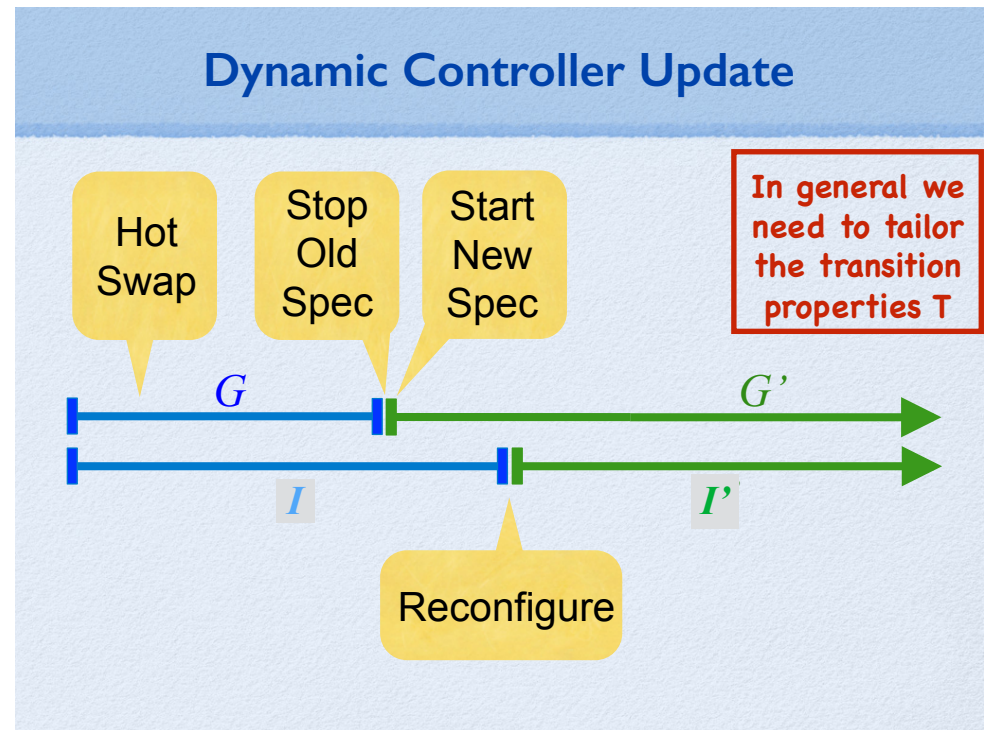 Dynamic Controller Update
Hot
Swap
Stop
Old
Spec
Start
New
Spec
In general we
need to tailor
the transition
properties T
G
G’
I
I’
Reconfigure